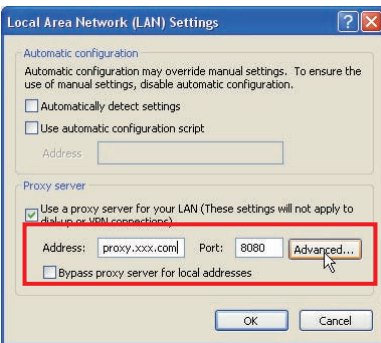 Local Area Network (LAN) Settings
Automatic configuration
Automatic configuration may override manual settings. To ensure the
use of manual settings, disable automatic configuration.
Automatically detect settings
Use automatic configuration script
Address
Proxy server
Use a proxy server for your LAN (These settings will not apply to
dial-up or VPN connections).
Address: proxy.xxx.com Port: 8080 Advanced...
Bypass proxy server for local addresses
OK Cancel